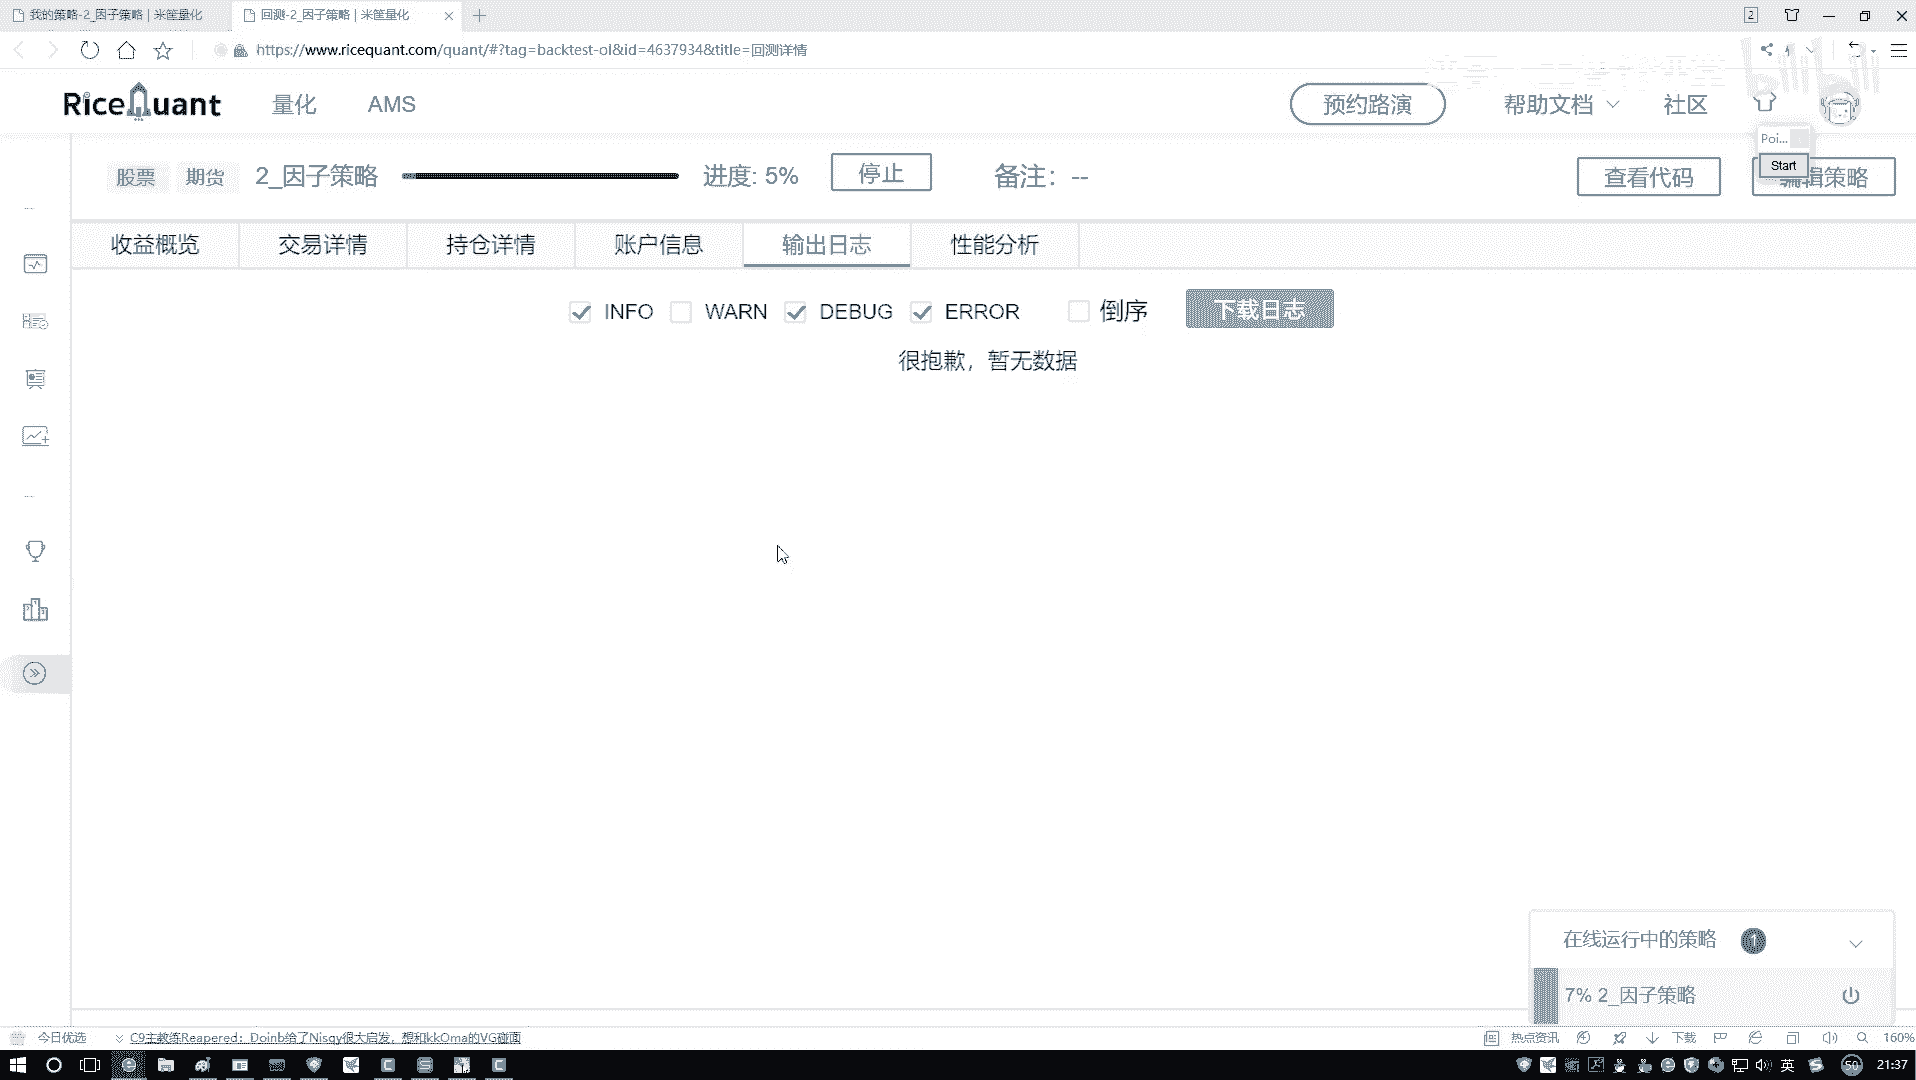 我的策略-2_因子策略 | 米筐量化
回测-2_因子策略 | 米筐量化
2
https://www.ricequant.com/quant/#?tag=backtest-ol&id=4637934&title=回测详情
bilibili
RiceQuant
量化
AMS
预约路演
帮助文档
社区
Poi...
Start
股票
期货
2_因子策略
进度: 5%
停止
备注：--
查看代码
编辑策略
收益概览
交易详情
持仓详情
账户信息
输出日志
性能分析
INFO
WARN
DEBUG
ERROR
倒序
下载日志
很抱歉，暂无数据
在线运行中的策略
1
7% 2_因子策略
今日优选
C9主教练Reapered：Doinb给了Nisqy很大启发，想和kkOma的VG碰面
热点资讯
下载
160%
英
50
21:37